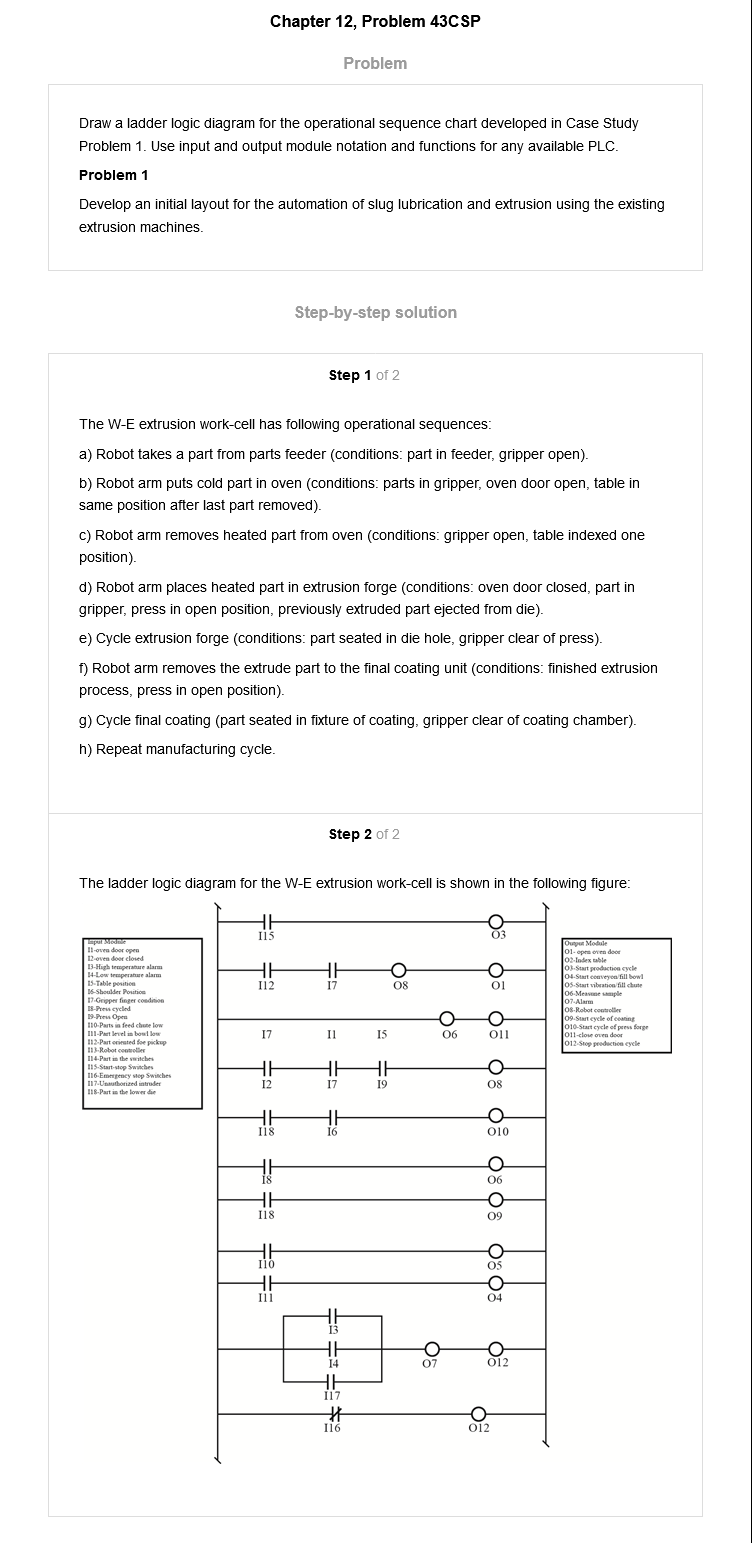 Chapter 12, Problem 43CSP
Problem
Draw a ladder logic diagram for the operational sequence chart developed in Case Study
Problem 1. Use input and output module notation and functions for any available PLC.
Problem 1
Develop an initial layout for the automation of slug lubrication and extrusion using the existing
extrusion machines.
Step-by-step solution
Step 1 of 2
The W-E extrusion work-cell has following operational sequences:
a) Robot takes a part from parts feeder (conditions: part in feeder, gripper open).
b) Robot arm puts cold part in oven (conditions: parts in gripper, oven door open, table in
same position after last part removed).
c) Robot arm removes heated part from oven (conditions: gripper open, table indexed one
position).
d) Robot arm places heated part in extrusion forge (conditions: oven door closed, part in
gripper, press in open position, previously extruded part ejected from die).
e) Cycle extrusion forge (conditions: part seated in die hole, gripper clear of press).
f) Robot arm removes the extrude part to the final coating unit (conditions: finished extrusion
process, press in open position).
g) Cycle final coating (part seated in fixture of coating, gripper clear of coating chamber).
h) Repeat manufacturing cycle.
Step 2 of 2
The ladder logic diagram for the W-E extrusion work-cell is shown in the following figure:
Input Module
I1-oven door open
I2-oven door closed
I3-High temperature alarm
I4-Low temperature alarm
I5-Table position
I6-Shoulder Position
I7-Gripper finger condition
I8-Press cycled
I9-Press Open
I10-Parts in feed chute low
I11-Part level in bowl low
I12-Part oriented foe pickup
I13-Robot controller
I14-Part in the switches
I15-Start-stop Switches
I16-Emergency stop Switches
I17-Unauthorized intruder
I18-Part in the lower die
I15 O3
I12 I7 O8 O1
I7 I1 I5 O6 O11
I2 I7 I9 O8
I18 I6 O10
I8 O6
I18 O9
I10 O5
I11 O4
I3
I4 O7 O12
I17
I16 O12
Output Module
O1- open oven door
O2-Index table
O3-Start production cycle
O4-Start conveyon/fill bowl
O5-Start vibration/fill chute
O6-Measune sample
O7-Alarm
O8-Robot controller
O9-Start cycle of coating
O10-Start cycle of press forge
O11-close oven door
O12-Stop production cycle